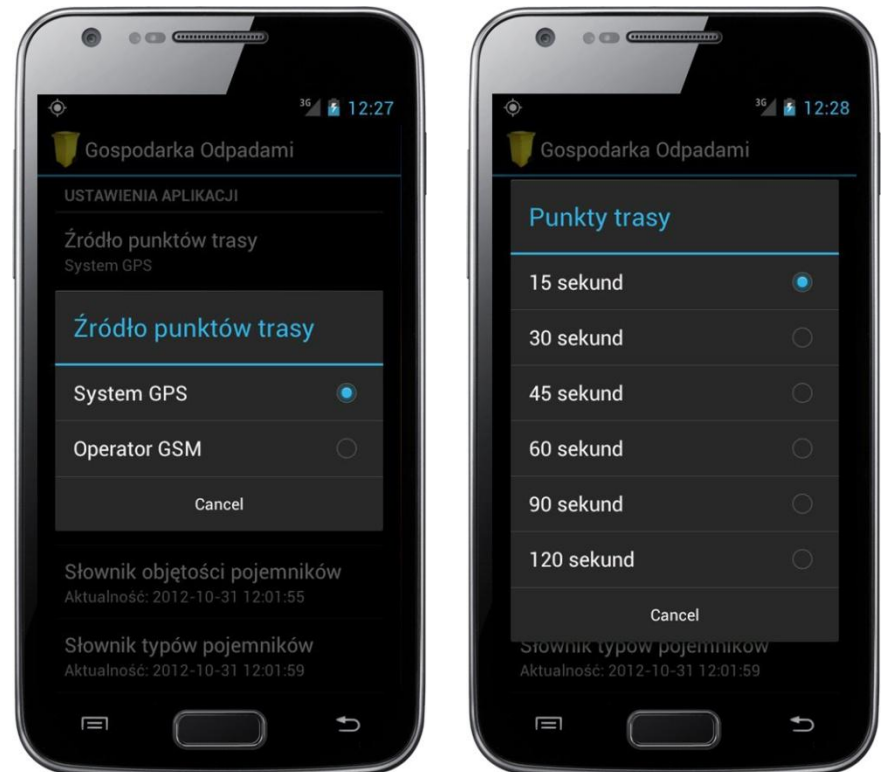 3G 12:27
Gospodarka Odpadami
USTAWIENIA APLIKACJI
Źródło punktów trasy
System GPS
Źródło punktów trasy
System GPS
Operator GSM
Cancel
Słownik objętości pojemników
Aktualność: 2012-10-31 12:01:55
Słownik typów pojemników
Aktualność: 2012-10-31 12:01:59
3G 12:28
Gospodarka Odpadami
Punkty trasy
15 sekund
30 sekund
45 sekund
60 sekund
90 sekund
120 sekund
Cancel
Słownik typów pojemników
Aktualność: 2012-10-31 12:01:59